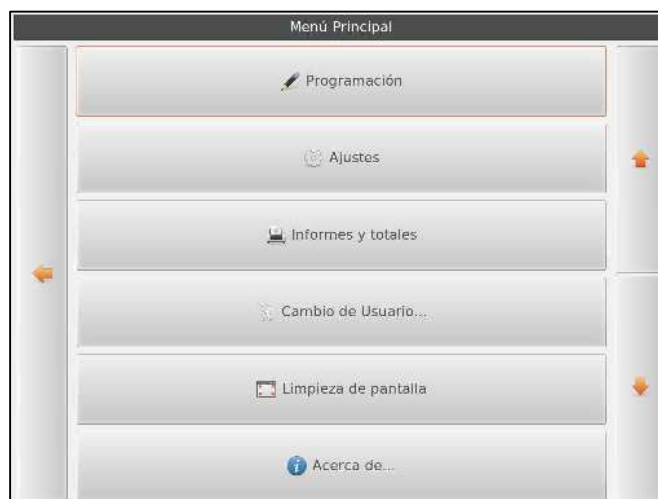 Menú Principal
Programación
Ajustes
Informes y totales
Cambio de Usuario...
Limpieza de pantalla
Acerca de...